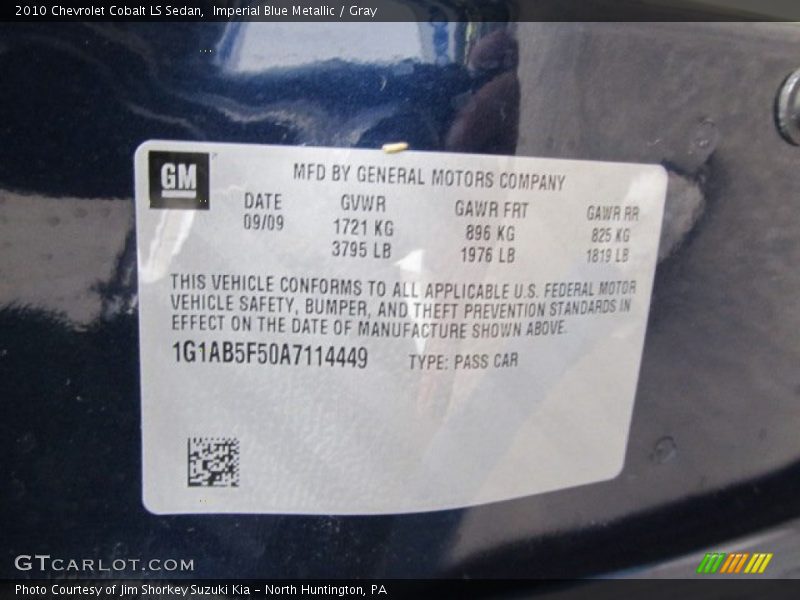 2010 Chevrolet Cobalt LS Sedan,  Imperial Blue Metallic / Gray
GM
MFD BY GENERAL MOTORS COMPANY
DATE GVWR GAWR FRT GAWR RR
09/09 1721 KG 896 KG 825 KG
3795 LB 1976 LB 1819 LB
THIS VEHICLE CONFORMS TO ALL APPLICABLE U.S. FEDERAL MOTOR
VEHICLE SAFETY, BUMPER, AND THEFT PREVENTION STANDARDS IN
EFFECT ON THE DATE OF MANUFACTURE SHOWN ABOVE.
1G1AB5F50A7114449 TYPE: PASS CAR
GTCARLOT.COM
Photo Courtesy of Jim Shorkey Suzuki Kia - North Huntington, PA